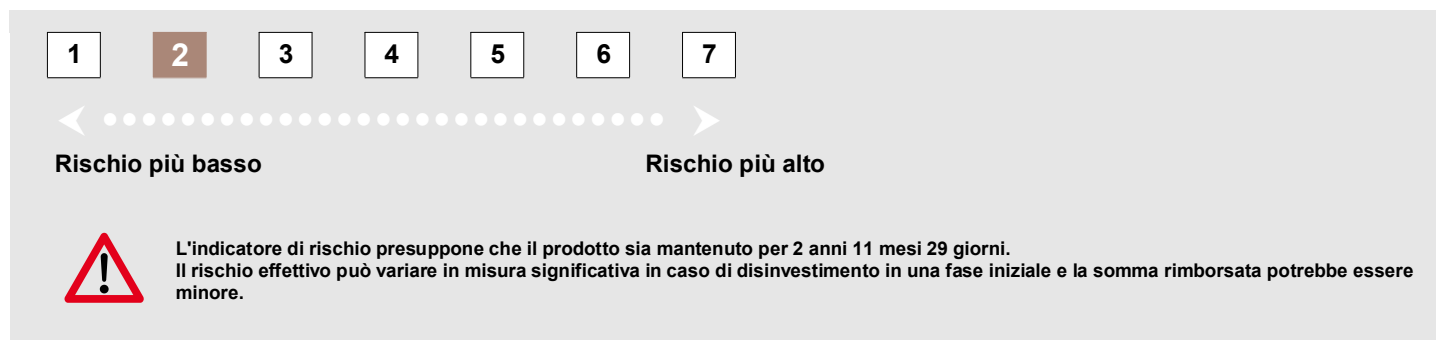 1 2 3 4 5 6 7
Rischio più basso Rischio più alto
L'indicatore di rischio presuppone che il prodotto sia mantenuto per 2 anni 11 mesi 29 giorni.
Il rischio effettivo può variare in misura significativa in caso di disinvestimento in una fase iniziale e la somma rimborsata potrebbe essere
minore.